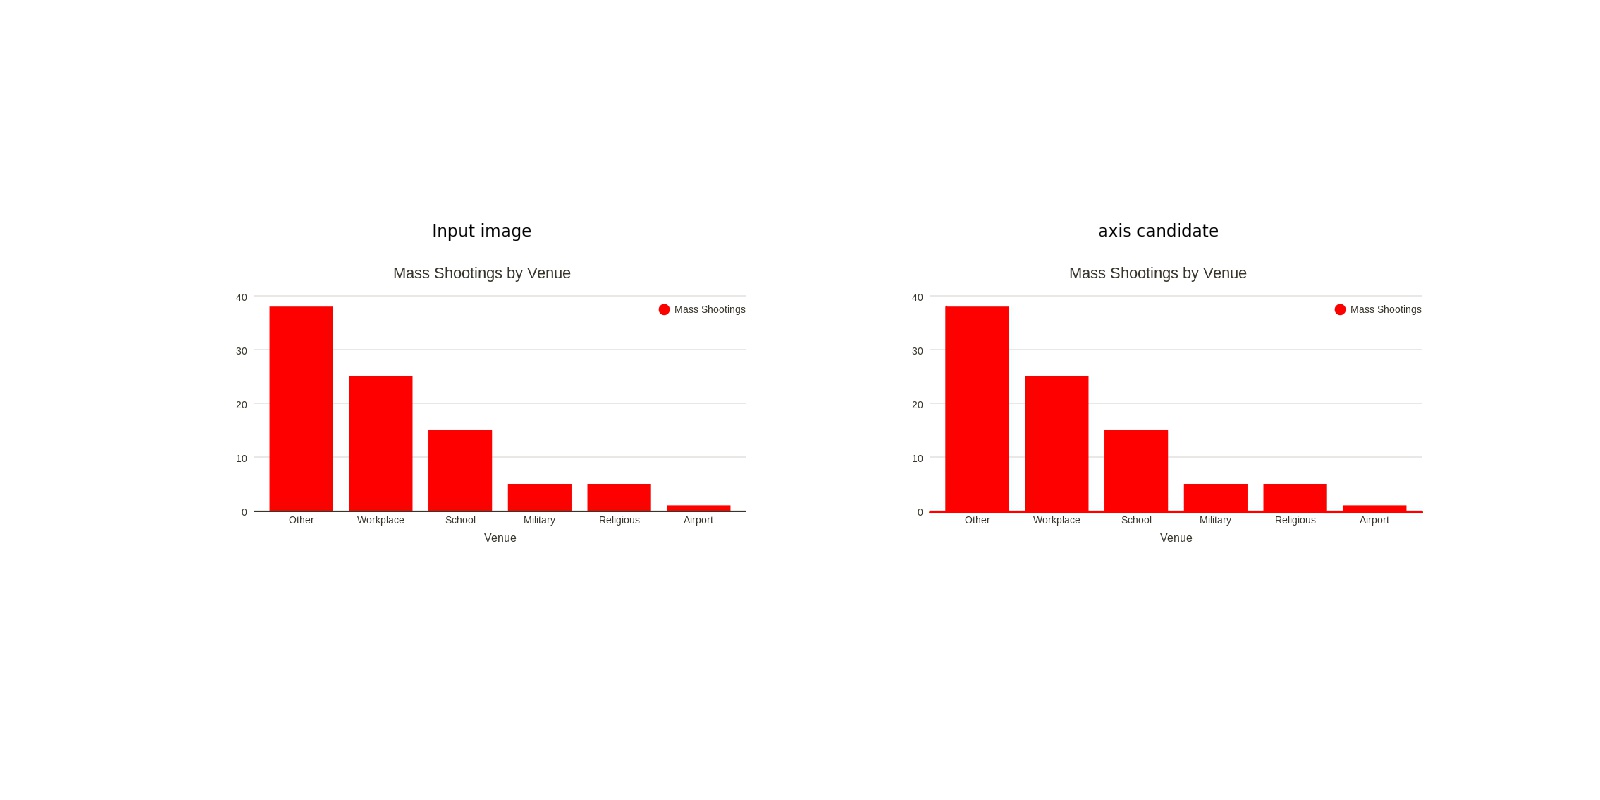 Input image
Mass Shootings by Venue
40
Mass Shootings
30
20
10
0
Other Workplace School Military Religious Airport
Venue
axis candidate
Mass Shootings by Venue
40
Mass Shootings
30
20
10
0
Other Workplace School Military Religious Airport
Venue